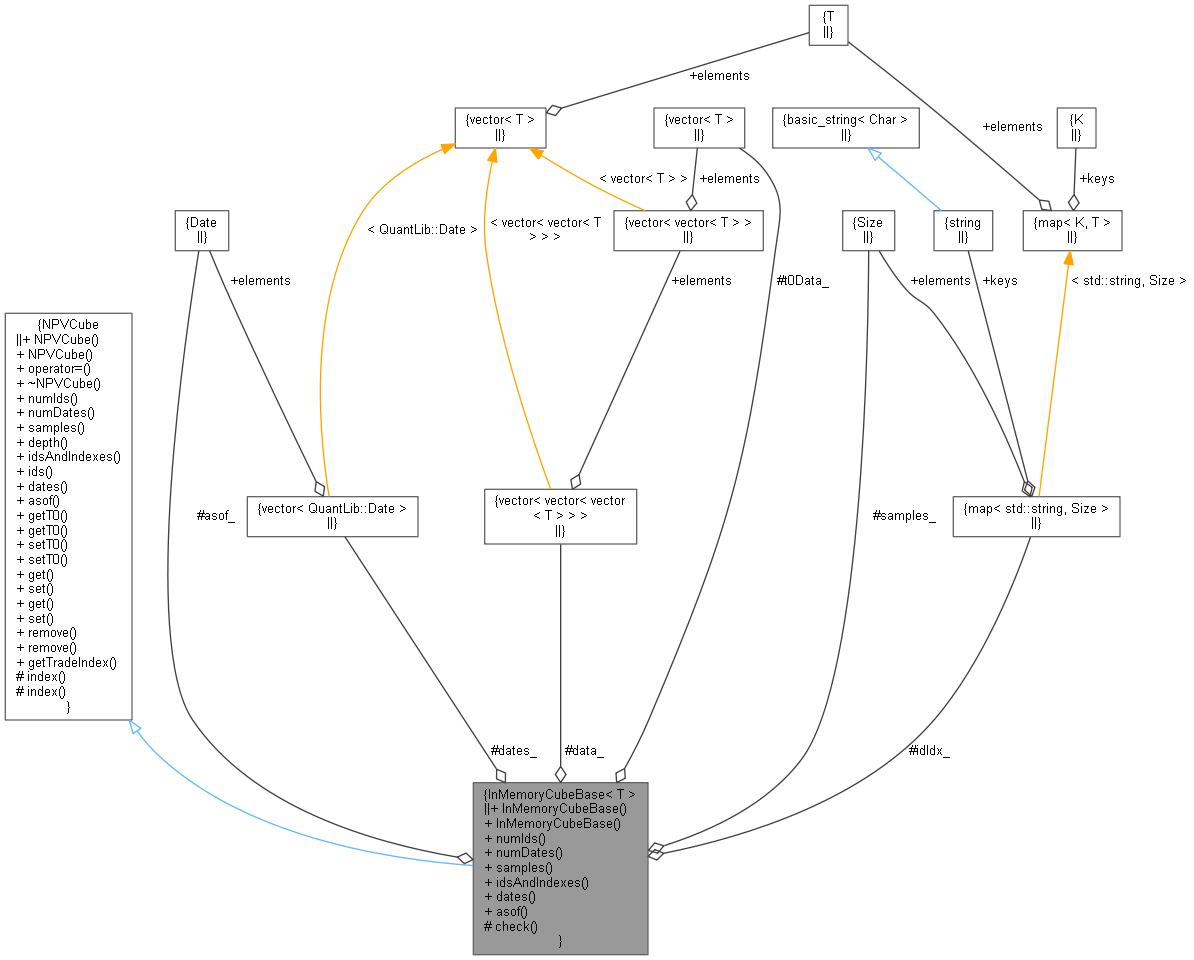 {T
||}
+elements
{vector< T >
||}
{vector< T >
||}
{basic_string< Char >
||}
+elements
{K
||}
< vector< T > >
+elements
+keys
{Date
||}
< QuantLib::Date >
< vector< vector< T
> > >
{vector< vector< T > >
||}
{Size
||}
{string
||}
{map< K, T >
||}
+elements
+elements
#t0Data_
+elements
+keys
< std::string, Size >
{NPVCube
||+ NPVCube()
+ NPVCube()
+ operator=()
+ ~NPVCube()
+ numIds()
+ numDates()
+ samples()
+ depth()
+ idsAndIndexes()
+ ids()
+ dates()
+ asof()
+ getT0()
+ getT0()
+ setT0()
+ setT0()
+ get()
+ set()
+ get()
+ set()
+ remove()
+ remove()
+ getTradeIndex()
# index()
# index()
}
#asof_
{vector< QuantLib::Date >
||}
{vector< vector< vector
< T > > >
||}
#samples_
{map< std::string, Size >
||}
#dates_
#data_
#idIdx_
{InMemoryCubeBase< T >
||+ InMemoryCubeBase()
+ InMemoryCubeBase()
+ numIds()
+ numDates()
+ samples()
+ idsAndIndexes()
+ dates()
+ asof()
# check()
}